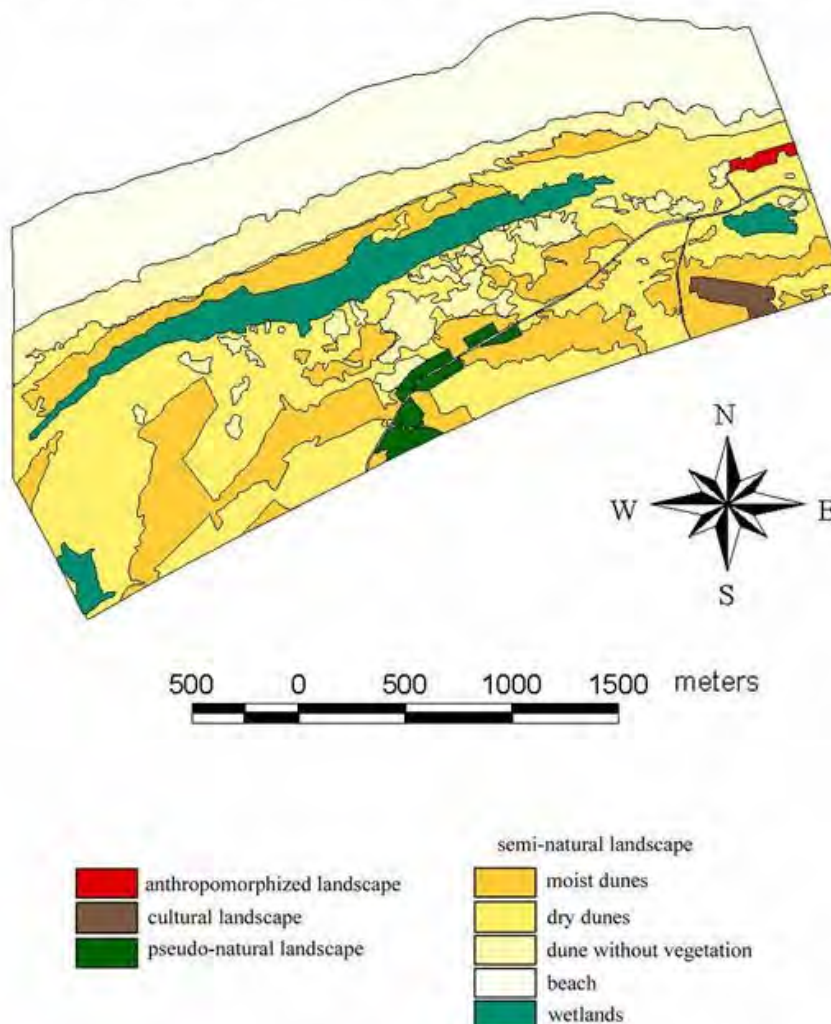 N
W E
S
500 0 500 1000 1500 meters
anthropomorphized landscape
cultural landscape
pseudo-natural landscape
semi-natural landscape
moist dunes
dry dunes
dune without vegetation
beach
wetlands